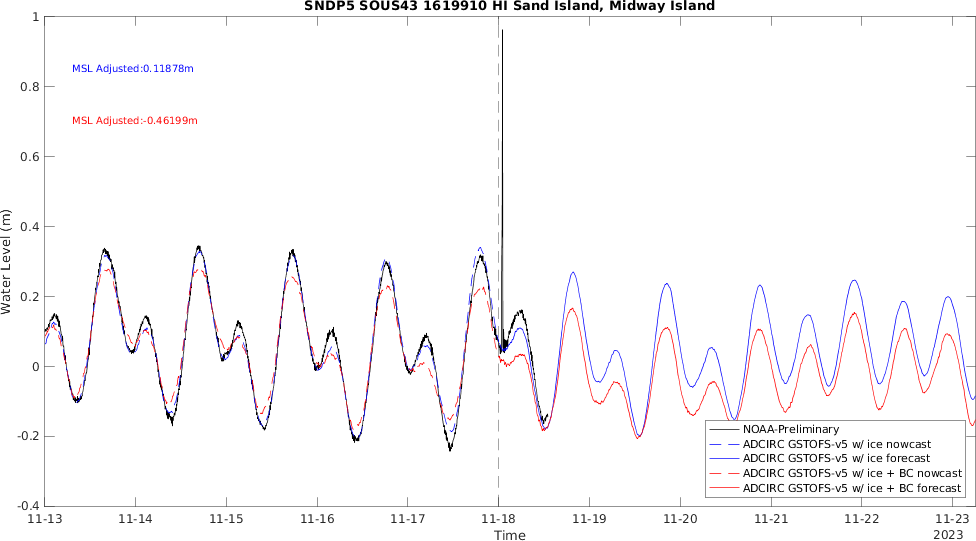 SNDP5 SOUS43 1619910 HI Sand Island, Midway Island
1
0.8
0.6
0.4
0.2
0
-0.2
-0.4
Water Level (m)
MSL Adjusted:0.11878m
MSL Adjusted:-0.46199m
NOAA-Preliminary
ADCIRC GSTOFS-v5 w/ ice nowcast
ADCIRC GSTOFS-v5 w/ ice forecast
ADCIRC GSTOFS-v5 w/ ice + BC nowcast
ADCIRC GSTOFS-v5 w/ ice + BC forecast
11-13 11-14 11-15 11-16 11-17 11-18 11-19 11-20 11-21 11-22 11-23
Time
2023